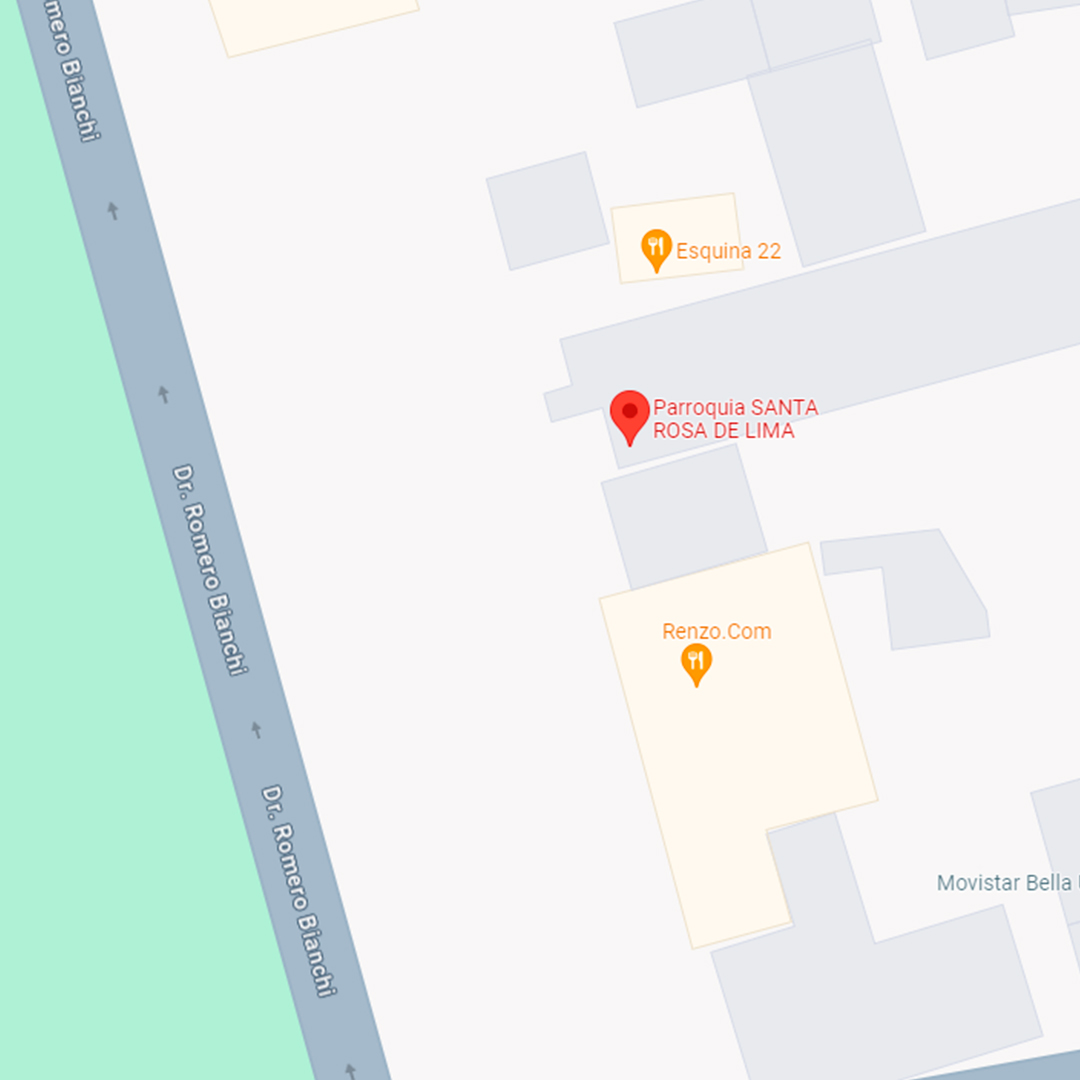 mero Bianchi
Esquina 22
Parroquia SANTA
ROSA DE LIMA
Dr. Romero Bianchi
Renzo.Com
Dr. Romero Bianchi
Movistar Bella